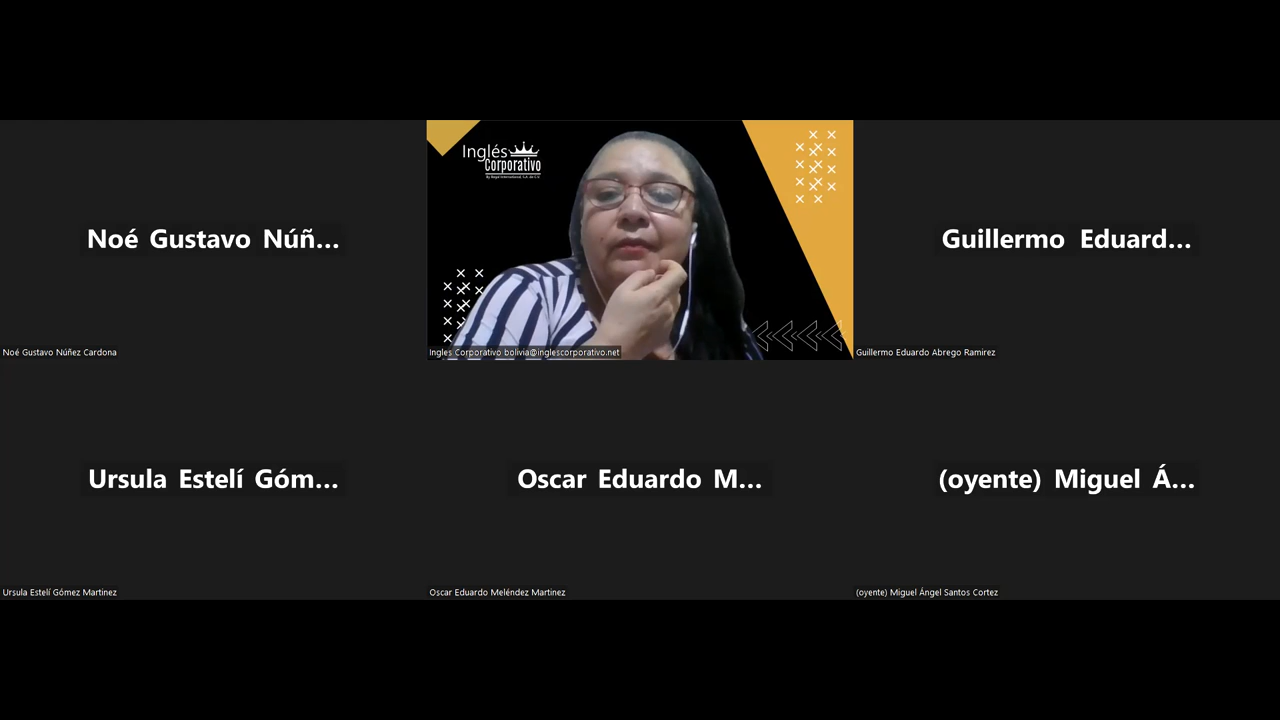 Noé Gustavo Núñ...
Noé Gustavo Núñez Cardona
Inglés
Corporativo
Ingles Corporativo bolivia@inglescorporativo.net
Guillermo Eduard...
Guillermo Eduardo Abrego Ramirez
Ursula Estelí Góm...
Ursula Estelí Gómez Martinez
Oscar Eduardo M...
Oscar Eduardo Meléndez Martinez
(oyente) Miguel Á...
(oyente) Miguel Ángel Santos Cortez